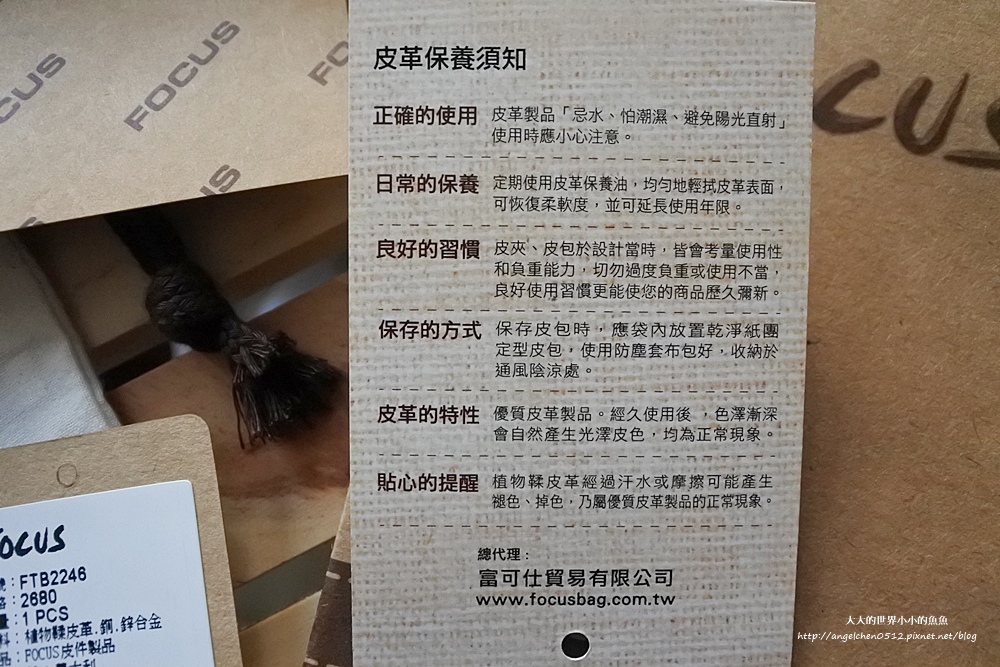 FOCUS
FOCUS
FOCUS
CUS
皮革保養須知
正確的使用 皮革製品「忌水、怕潮濕、避免陽光直射」
使用時應小心注意。
日常的保養 定期使用皮革保養油，均勻地輕拭皮革表面，
可恢復柔軟度，並可延長使用年限。
良好的習慣 皮夾、皮包於設計當時，皆會考量使用性
和負重能力，切勿過度負重或使用不當，
良好使用習慣更能使您的商品歷久彌新。
保存的方式 保存皮包時，應袋內放置乾淨紙團
定型皮包，使用防塵套布包好，收納於
通風陰涼處。
皮革的特性 優質皮革製品。經久使用後，色澤漸深
會自然產生光澤皮色，均為正常現象。
貼心的提醒 植物鞣皮革經過汗水或摩擦可能產生
褪色、掉色，乃屬優質皮革製品的正常現象。
總代理：
富可仕貿易有限公司
www.focusbag.com.tw
FOCUS
號：FTB2246
格：2680
量：1 PCS
料：植物鞣皮革.銅.鋅合金
品：FOCUS皮件製品
義大利
大大的世界小小的魚魚
http://angelchen0512.pixnet.net/blog